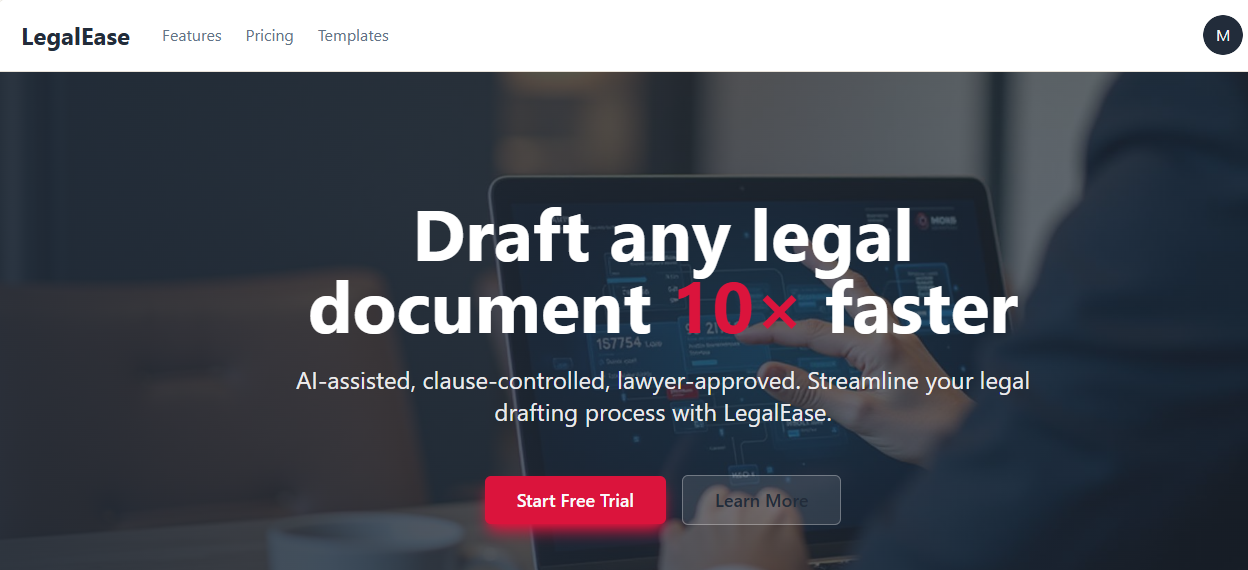 LegalEase Features Pricing Templates M
Draft any legal
document 10× faster
AI-assisted, clause-controlled, lawyer-approved. Streamline your legal
drafting process with LegalEase.
Start Free Trial Learn More
157754